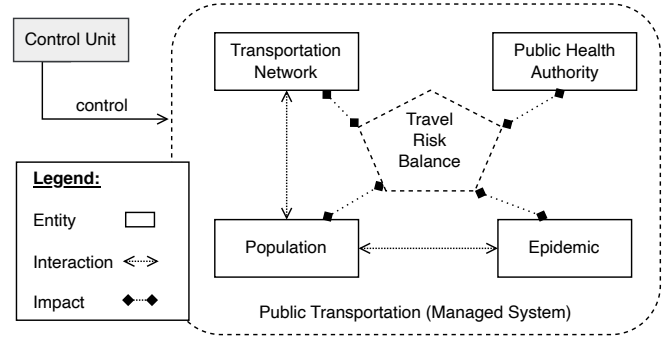 Control Unit
control
Transportation
Network
Public Health
Authority
Travel
Risk
Balance
Legend:
Entity
Interaction
Impact
Population
Epidemic
Public Transportation (Managed System)